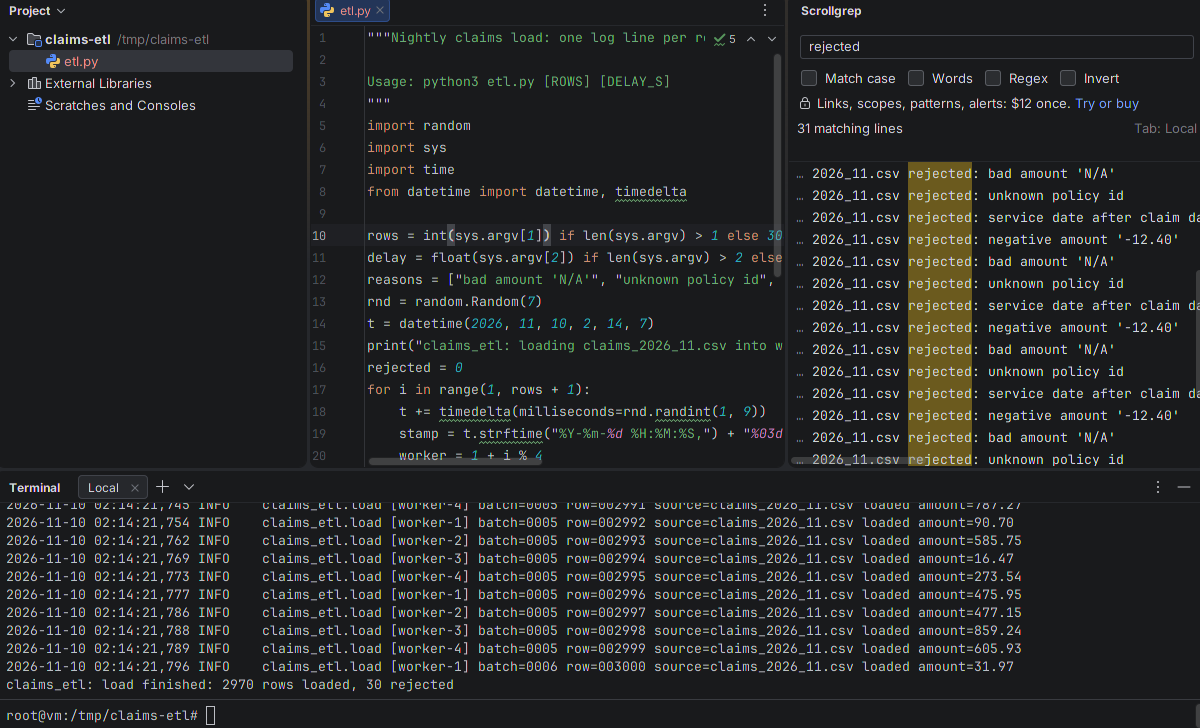 Project
claims-etl /tmp/claims-etl
etl.py
External Libraries
Scratches and Consoles
etl.py
1 """Nightly claims load: one log line per r
5
2
3 Usage: python3 etl.py [ROWS] [DELAY_S]
4 """
5 import random
6 import sys
7 import time
8 from datetime import datetime, timedelta
9
10 rows = int(sys.argv[1]) if len(sys.argv) > 1 else 30
11 delay = float(sys.argv[2]) if len(sys.argv) > 2 else
12 reasons = ["bad amount 'N/A'", "unknown policy id",
13 rnd = random.Random(7)
14 t = datetime(2026, 11, 10, 2, 14, 7)
15 print("claims_etl: loading claims_2026_11.csv into w
16 rejected = 0
17 for i in range(1, rows + 1):
18 t += timedelta(milliseconds=rnd.randint(1, 9))
19 stamp = t.strftime("%Y-%m-%d %H:%M:%S,") + "%03d
20 worker = 1 + i % 4
Scrollgrep
rejected
Match case Words Regex Invert
Links, scopes, patterns, alerts: $12 once. Try or buy
31 matching lines Tab: Local
… 2026_11.csv rejected: bad amount 'N/A'
… 2026_11.csv rejected: unknown policy id
… 2026_11.csv rejected: service date after claim da
… 2026_11.csv rejected: negative amount '-12.40'
… 2026_11.csv rejected: bad amount 'N/A'
… 2026_11.csv rejected: unknown policy id
… 2026_11.csv rejected: service date after claim da
… 2026_11.csv rejected: negative amount '-12.40'
… 2026_11.csv rejected: bad amount 'N/A'
… 2026_11.csv rejected: unknown policy id
… 2026_11.csv rejected: service date after claim da
… 2026_11.csv rejected: negative amount '-12.40'
… 2026_11.csv rejected: bad amount 'N/A'
… 2026_11.csv rejected: unknown policy id
Terminal Local
2026-11-10 02:14:21,745 INFO claims_etl.load [worker-4] batch=0005 row=002991 source=claims_2026_11.csv loaded amount=787.27
2026-11-10 02:14:21,754 INFO claims_etl.load [worker-1] batch=0005 row=002992 source=claims_2026_11.csv loaded amount=90.70
2026-11-10 02:14:21,762 INFO claims_etl.load [worker-2] batch=0005 row=002993 source=claims_2026_11.csv loaded amount=585.75
2026-11-10 02:14:21,769 INFO claims_etl.load [worker-3] batch=0005 row=002994 source=claims_2026_11.csv loaded amount=16.47
2026-11-10 02:14:21,773 INFO claims_etl.load [worker-4] batch=0005 row=002995 source=claims_2026_11.csv loaded amount=273.54
2026-11-10 02:14:21,777 INFO claims_etl.load [worker-1] batch=0005 row=002996 source=claims_2026_11.csv loaded amount=475.95
2026-11-10 02:14:21,786 INFO claims_etl.load [worker-2] batch=0005 row=002997 source=claims_2026_11.csv loaded amount=477.15
2026-11-10 02:14:21,788 INFO claims_etl.load [worker-3] batch=0005 row=002998 source=claims_2026_11.csv loaded amount=859.24
2026-11-10 02:14:21,789 INFO claims_etl.load [worker-4] batch=0005 row=002999 source=claims_2026_11.csv loaded amount=605.93
2026-11-10 02:14:21,796 INFO claims_etl.load [worker-1] batch=0006 row=003000 source=claims_2026_11.csv loaded amount=31.97
claims_etl: load finished: 2970 rows loaded, 30 rejected
root@vm:/tmp/claims-etl#